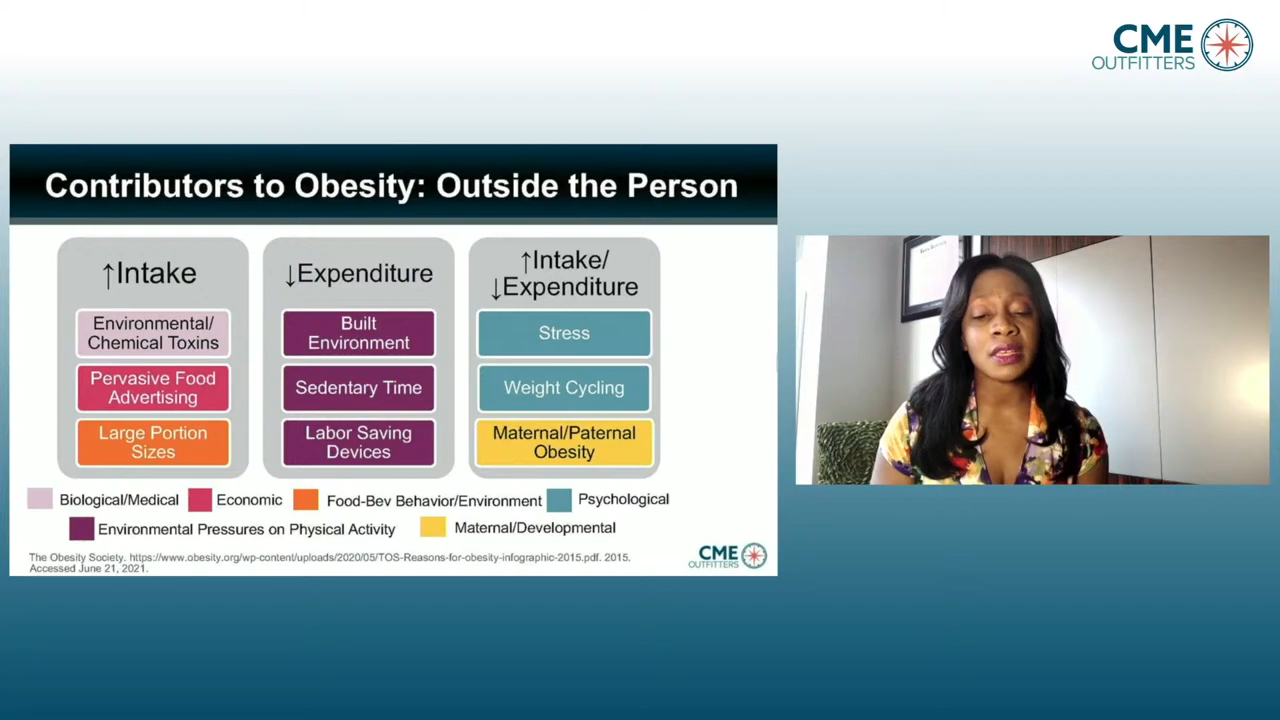 CME
OUTFITTERS
Contributors to Obesity: Outside the Person
↑Intake
Environmental/
Chemical Toxins
Pervasive Food
Advertising
Large Portion
Sizes
↓Expenditure
Built
Environment
Sedentary Time
Labor Saving
Devices
↑Intake/
↓Expenditure
Stress
Weight Cycling
Maternal/Paternal
Obesity
Biological/Medical
Economic
Food-Bev Behavior/Environment
Psychological
Environmental Pressures on Physical Activity
Maternal/Developmental
The Obesity Society. https://www.obesity.org/wp-content/uploads/2020/05/TOS-Reasons-for-obesity-infographic-2015.pdf. 2015.
Accessed June 21, 2021.
CME
OUTFITTERS